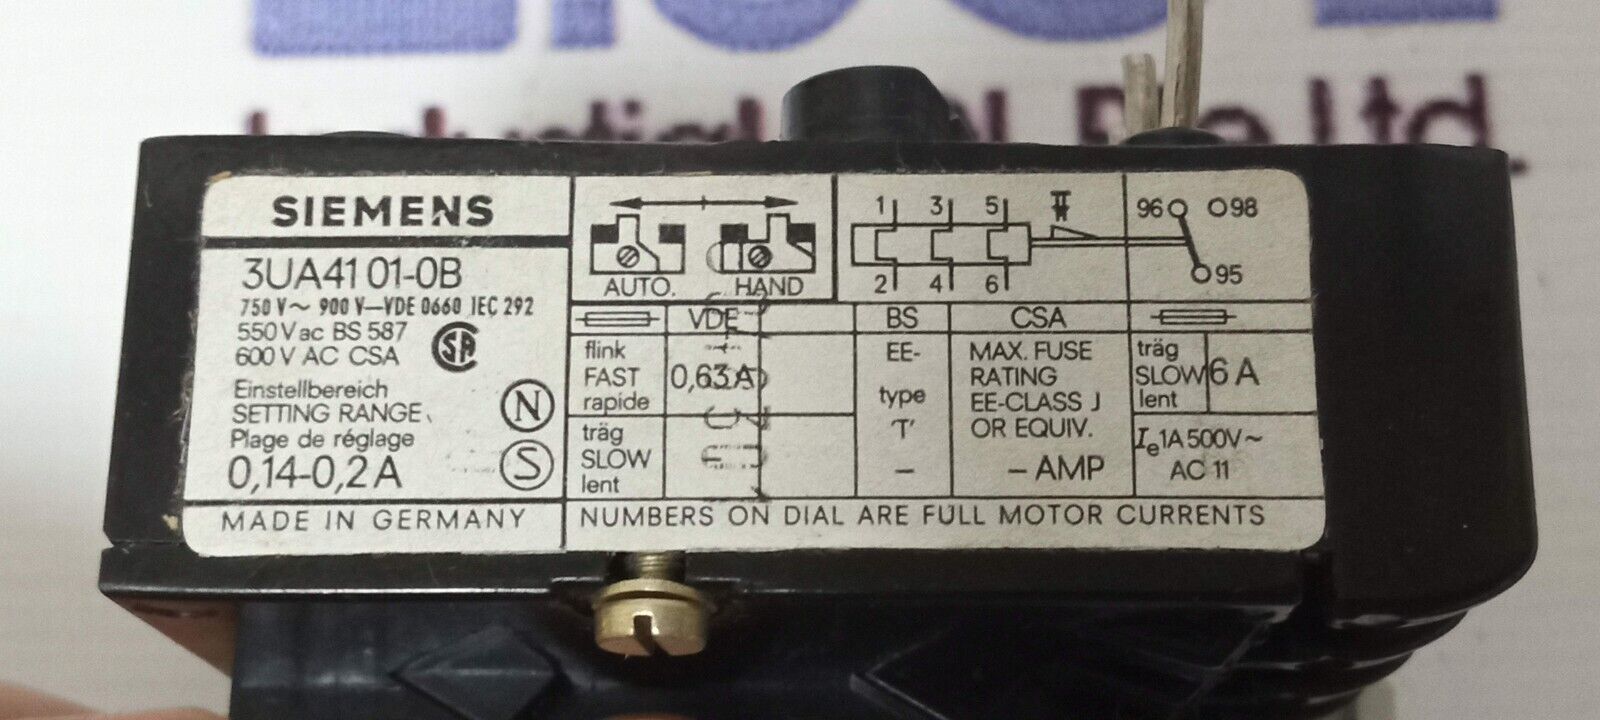 Ltd.
SIEMENS
3UA41 01-0B
750 V~ 900 V—VDE 0660 IEC 292
550 V ac BS 587
600 V AC CSA
SA
Einstellbereich
SETTING RANGE
Plage de réglage
0,14-0,2 A
N
S
MADE IN GERMANY
AUTO. HAND
1 3 5
2 4 6
96 98
95
VDE BS CSA
flink
FAST
rapide
0,63 A
träg
SLOW
lent
EE-
type
'T'
–
MAX. FUSE
RATING
EE-CLASS J
OR EQUIV.
– AMP
träg
SLOW
lent
6 A
Ie 1A 500V~
AC 11
NUMBERS ON DIAL ARE FULL MOTOR CURRENTS